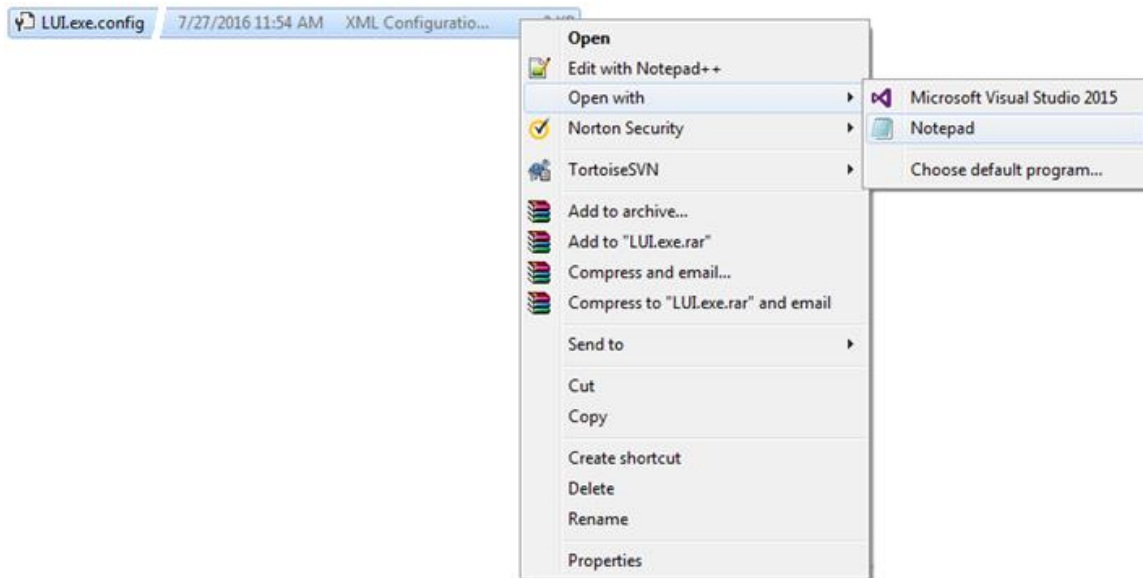 LUI.exe.config 7/27/2016 11:54 AM XML Configuratio...
Open
Edit with Notepad++
Open with
Microsoft Visual Studio 2015
Norton Security
Notepad
TortoiseSVN
Choose default program...
Add to archive...
Add to "LUI.exe.rar"
Compress and email...
Compress to "LUI.exe.rar" and email
Send to
Cut
Copy
Create shortcut
Delete
Rename
Properties